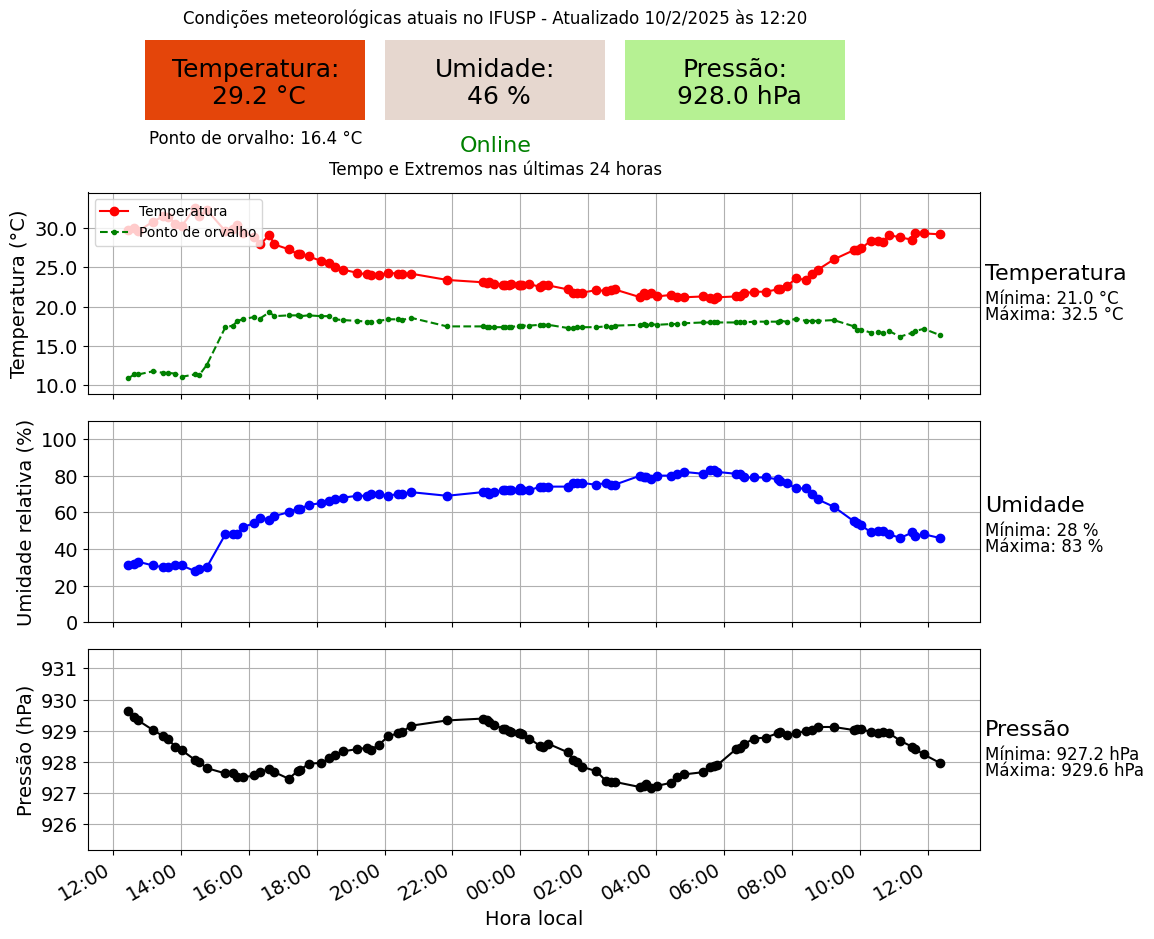 Condições meteorológicas atuais no IFUSP - Atualizado 10/2/2025 às 12:20
Temperatura:
29.2 °C
Umidade:
46 %
Pressão:
928.0 hPa
Ponto de orvalho: 16.4 °C
Online
Tempo e Extremos nas últimas 24 horas
Temperatura (°C)
30.0
25.0
20.0
15.0
10.0
Temperatura
Ponto de orvalho
Temperatura
Mínima: 21.0 °C
Máxima: 32.5 °C
Umidade relativa (%)
100
80
60
40
20
0
Umidade
Mínima: 28 %
Máxima: 83 %
Pressão (hPa)
931
930
929
928
927
926
Pressão
Mínima: 927.2 hPa
Máxima: 929.6 hPa
12:00
14:00
16:00
18:00
20:00
22:00
00:00
02:00
04:00
06:00
08:00
10:00
12:00
Hora local